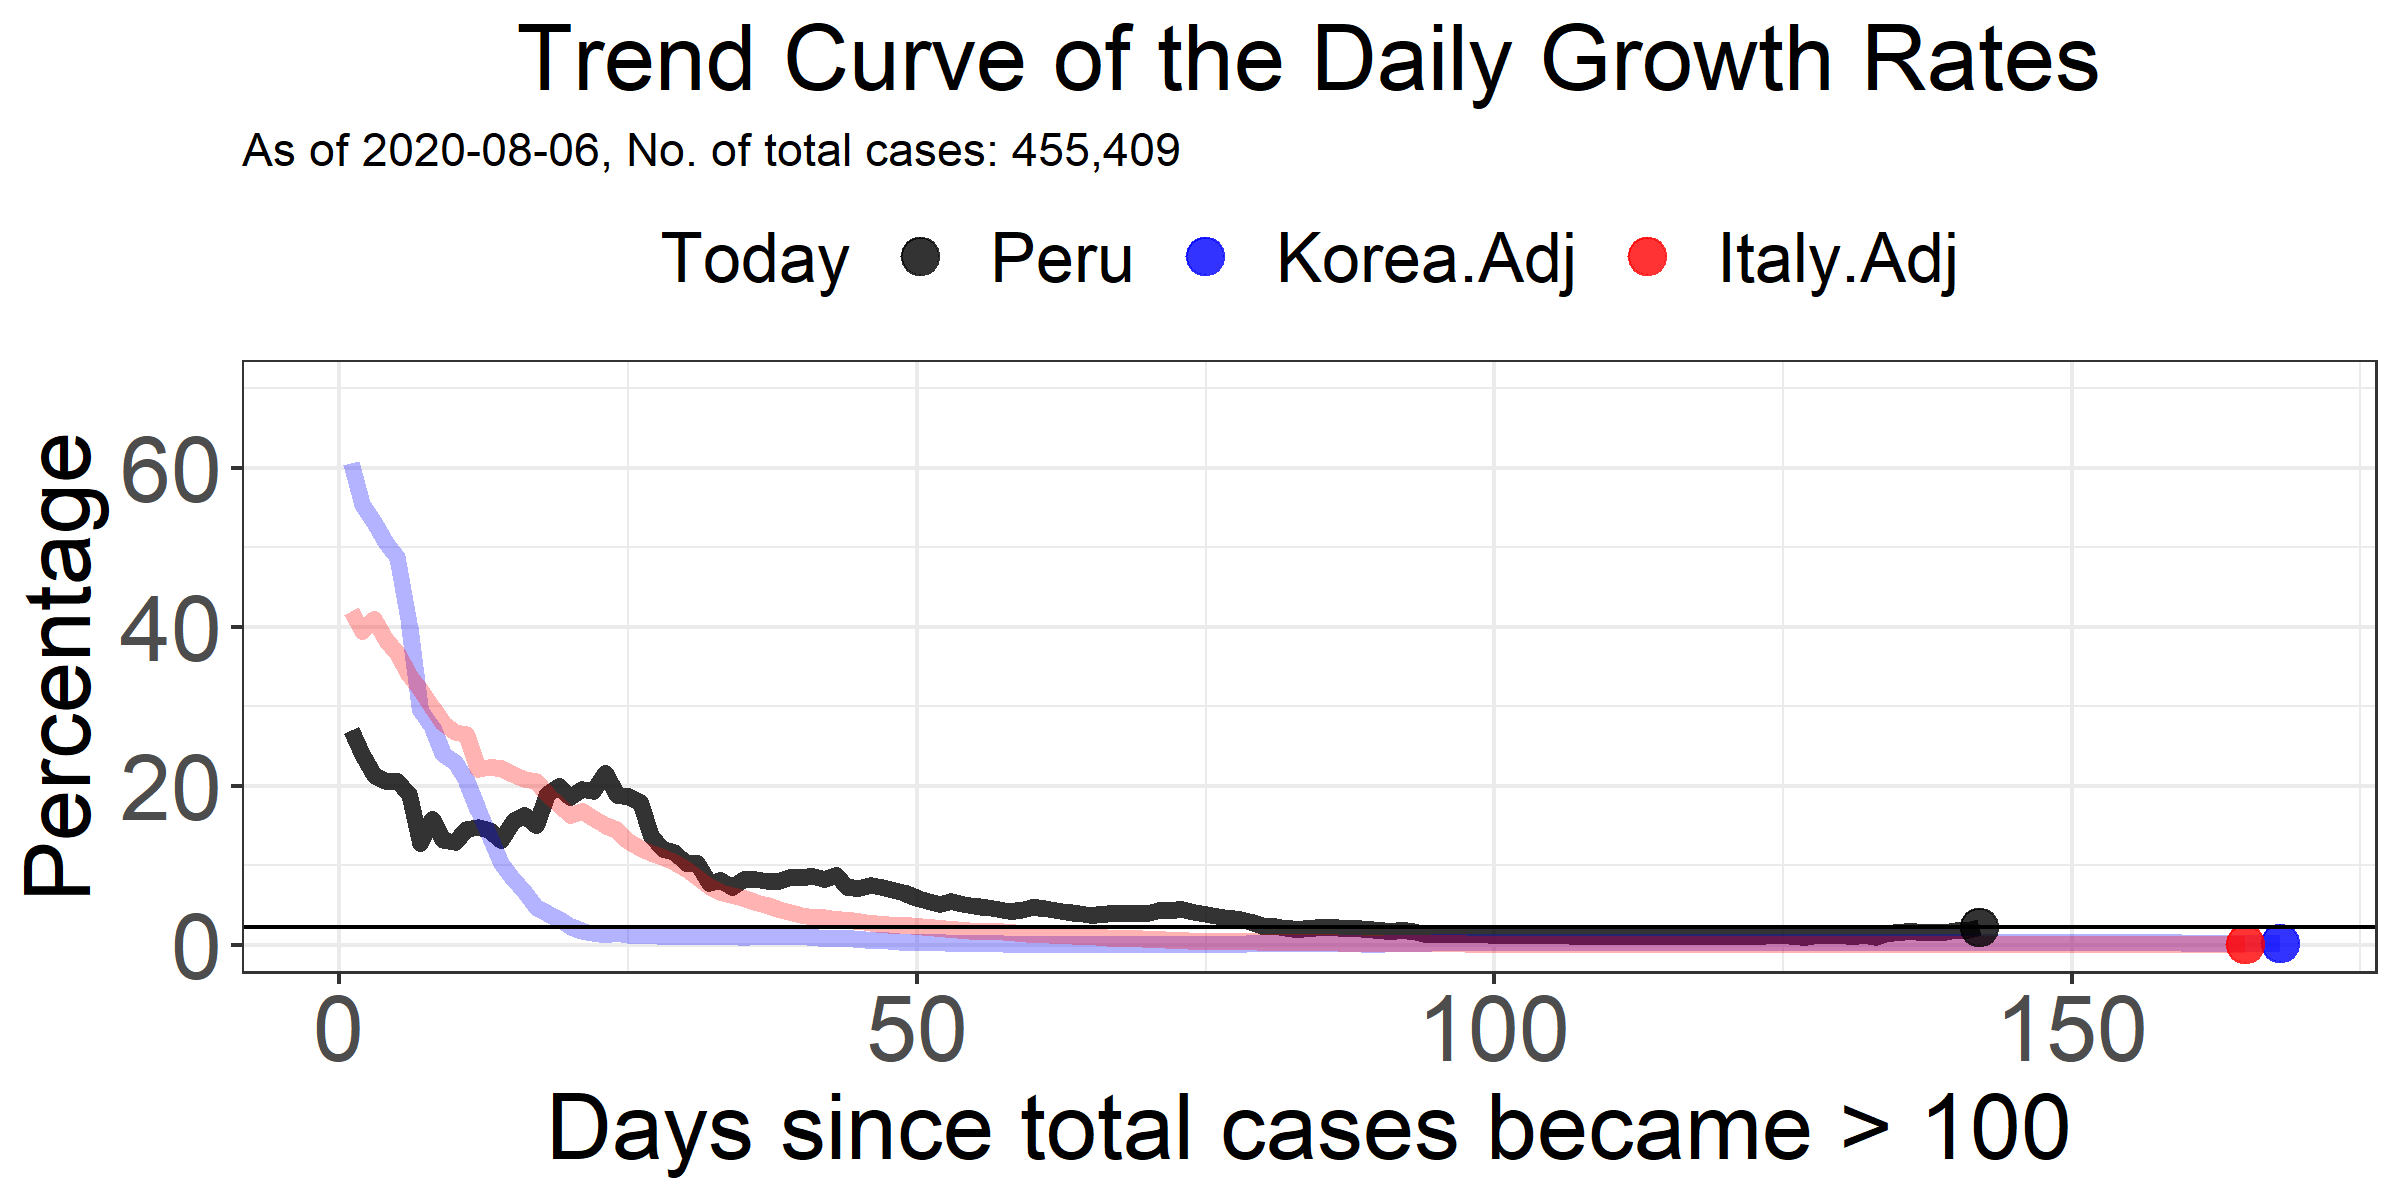 Trend Curve of the Daily Growth Rates
As of 2020-08-06, No. of total cases: 455,409
Today Peru Korea.Adj Italy.Adj
Percentage
60
40
20
0
0 50 100 150
Days since total cases became > 100